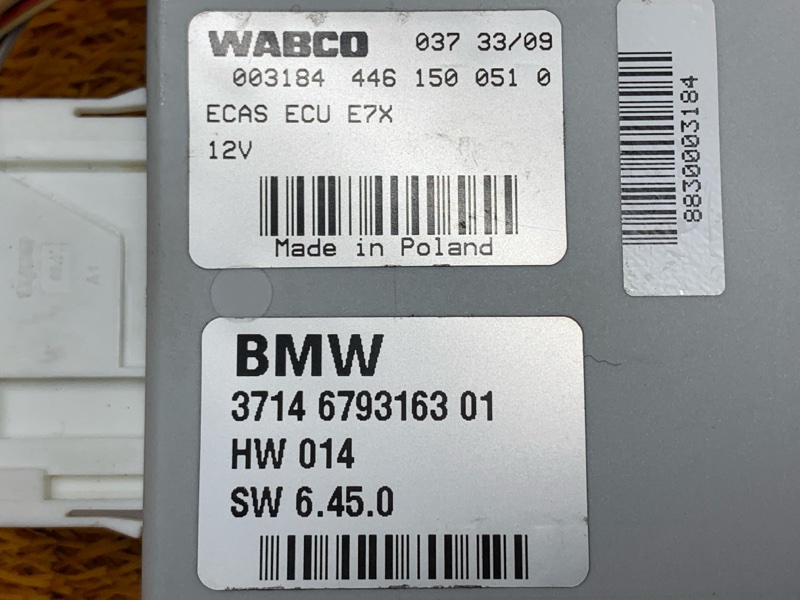 WABCO 037 33/09
003184 446 150 051 0
ECAS ECU E7X
12V
Made in Poland
8830003184
BMW
3714 6793163 01
HW 014
SW 6.45.0
A1